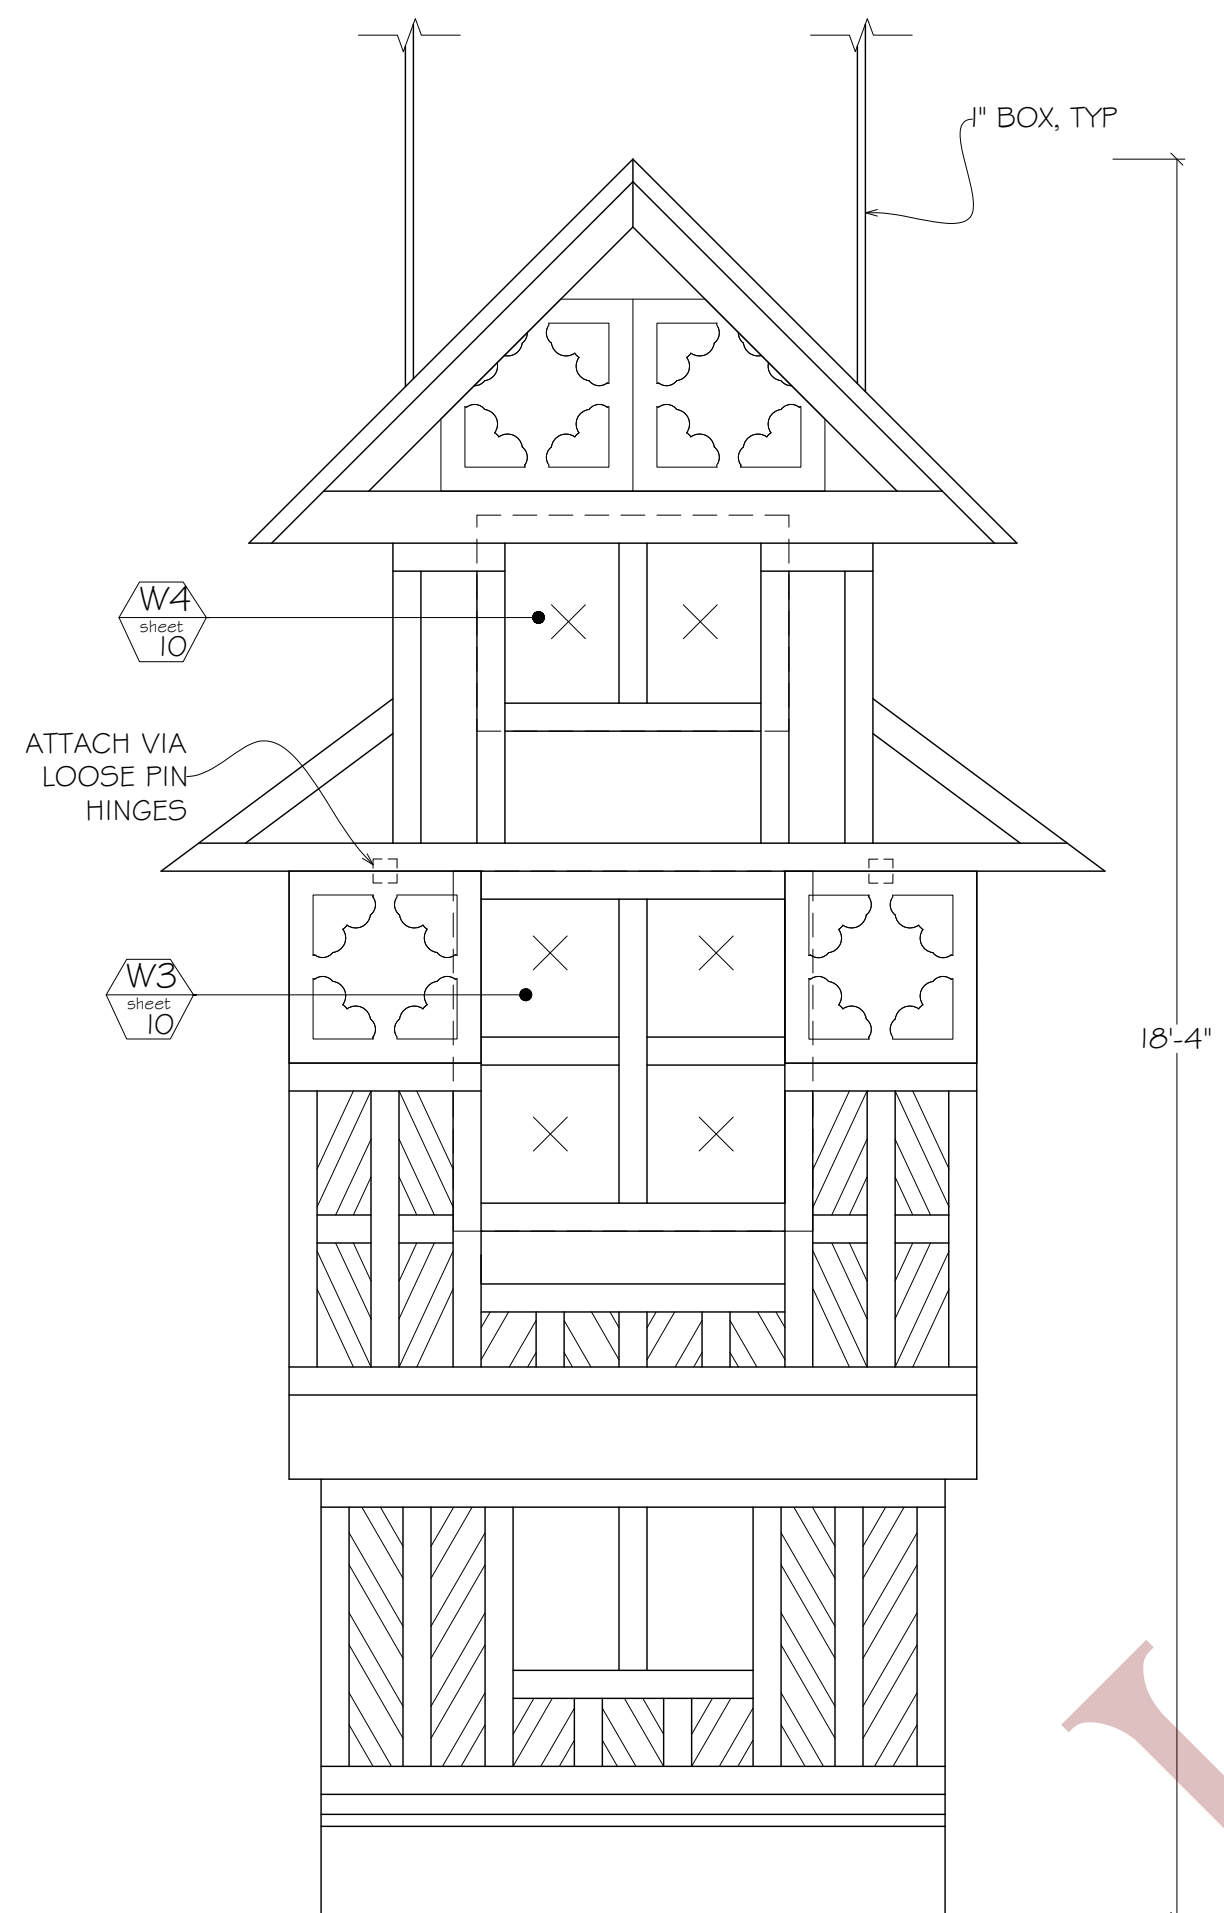 1" BOX, TYP
W4
sheet
10
ATTACH VIA
LOOSE PIN
HINGES
W3
sheet
10
18'-4"